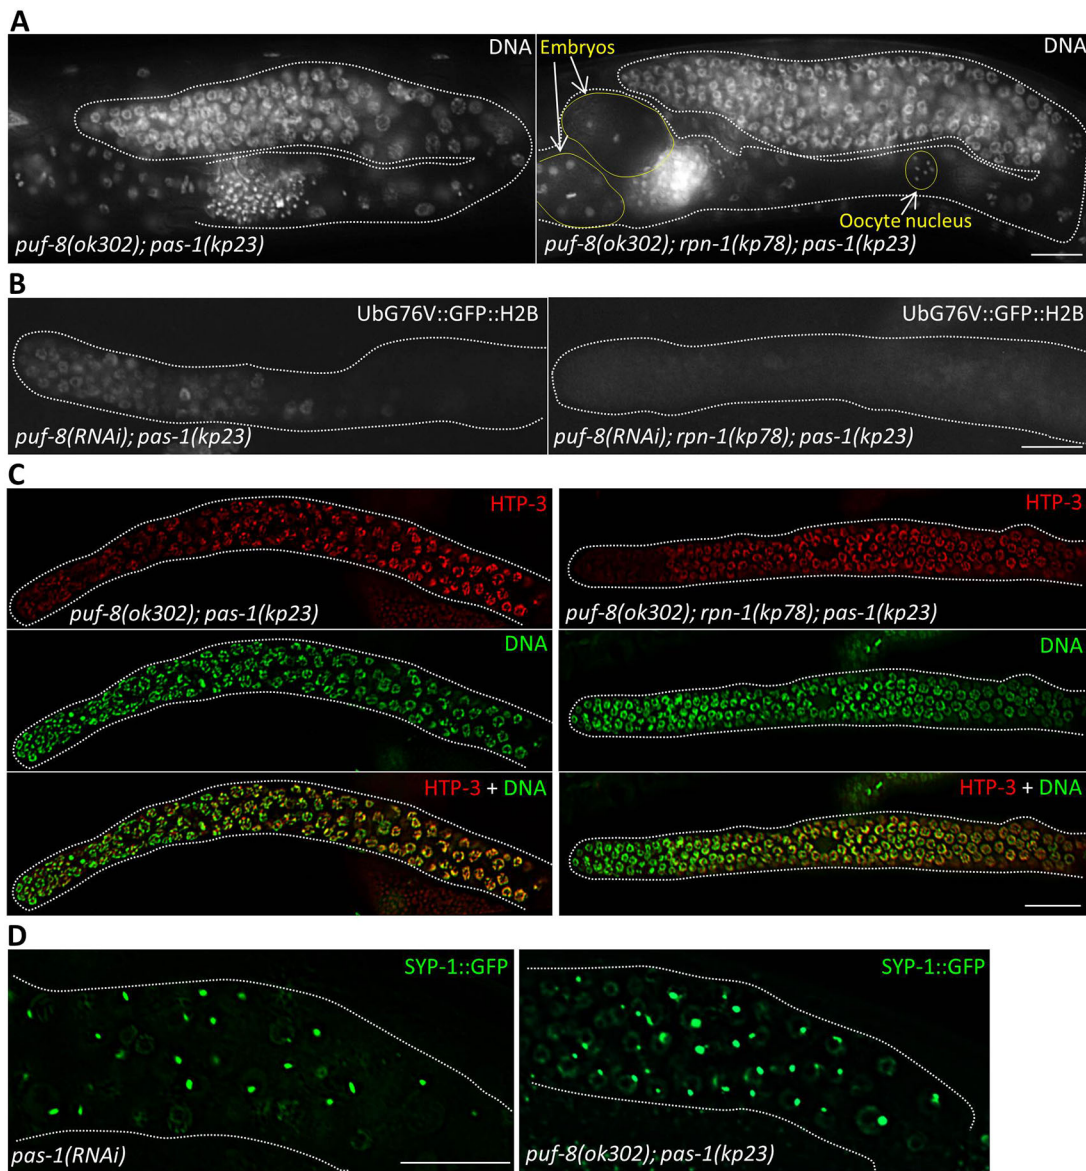 A
DNA
Embryos
DNA
Oocyte nucleus
puf-8(ok302); pas-1(kp23)
puf-8(ok302); rpn-1(kp78); pas-1(kp23)
B
UbG76V::GFP::H2B
UbG76V::GFP::H2B
puf-8(RNAi); pas-1(kp23)
puf-8(RNAi); rpn-1(kp78); pas-1(kp23)
C
HTP-3
HTP-3
puf-8(ok302); pas-1(kp23)
puf-8(ok302); rpn-1(kp78); pas-1(kp23)
DNA
DNA
HTP-3 + DNA
HTP-3 + DNA
D
SYP-1::GFP
SYP-1::GFP
pas-1(RNAi)
puf-8(ok302); pas-1(kp23)